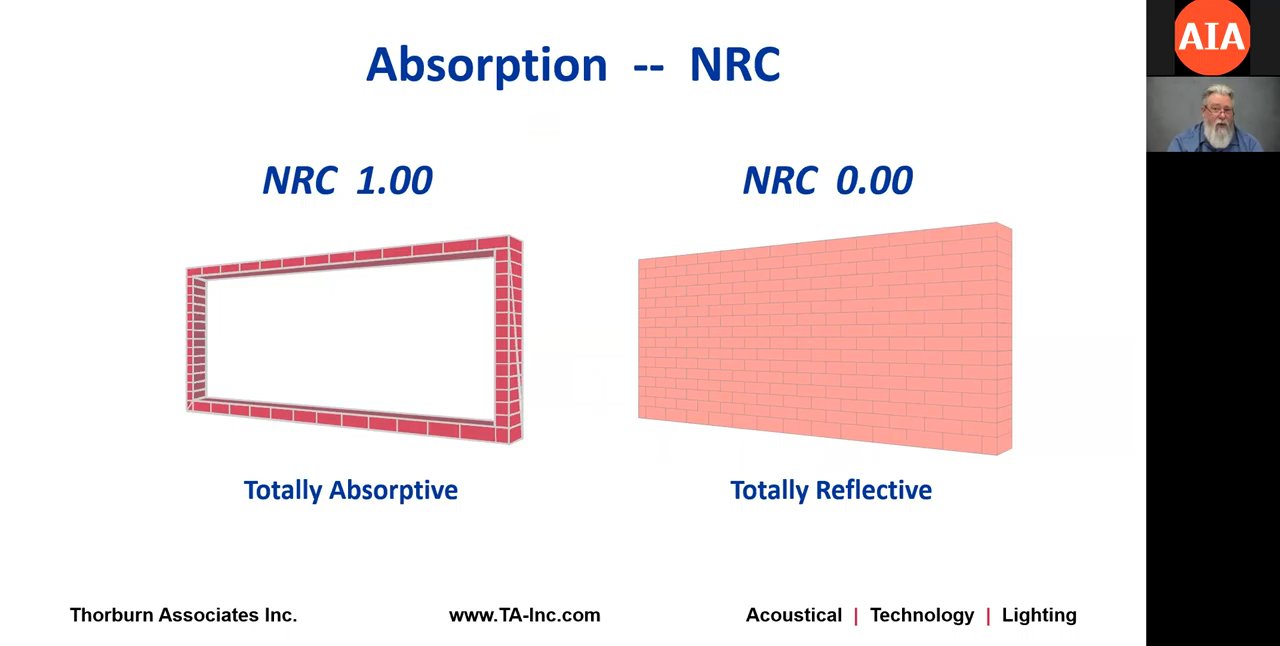 Absorption -- NRC
NRC 1.00
NRC 0.00
Totally Absorptive
Totally Reflective
Thorburn Associates Inc.
www.TA-Inc.com
Acoustical | Technology | Lighting
AIA